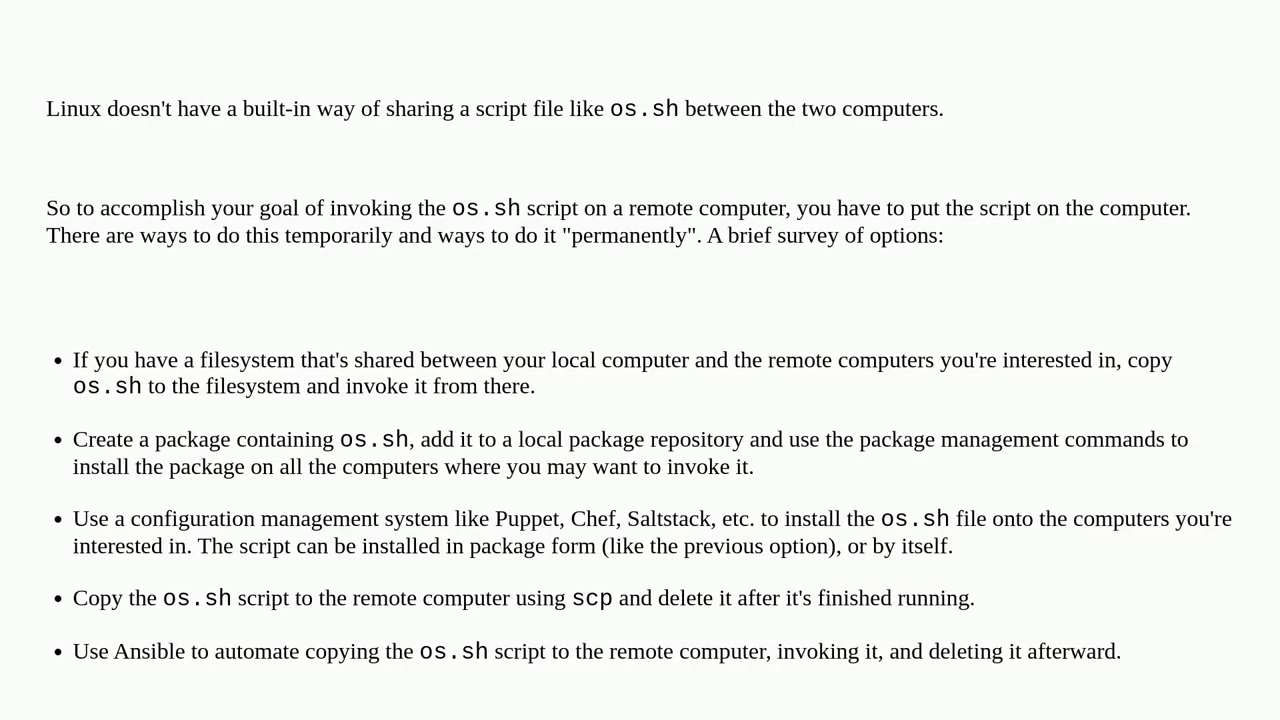 Linux doesn't have a built-in way of sharing a script file like os.sh between the two computers.
So to accomplish your goal of invoking the os.sh script on a remote computer, you have to put the script on the computer.
There are ways to do this temporarily and ways to do it "permanently". A brief survey of options:
• If you have a filesystem that's shared between your local computer and the remote computers you're interested in, copy
os.sh to the filesystem and invoke it from there.
• Create a package containing os.sh, add it to a local package repository and use the package management commands to
install the package on all the computers where you may want to invoke it.
• Use a configuration management system like Puppet, Chef, Saltstack, etc. to install the os.sh file onto the computers you're
interested in. The script can be installed in package form (like the previous option), or by itself.
• Copy the os.sh script to the remote computer using scp and delete it after it's finished running.
• Use Ansible to automate copying the os.sh script to the remote computer, invoking it, and deleting it afterward.